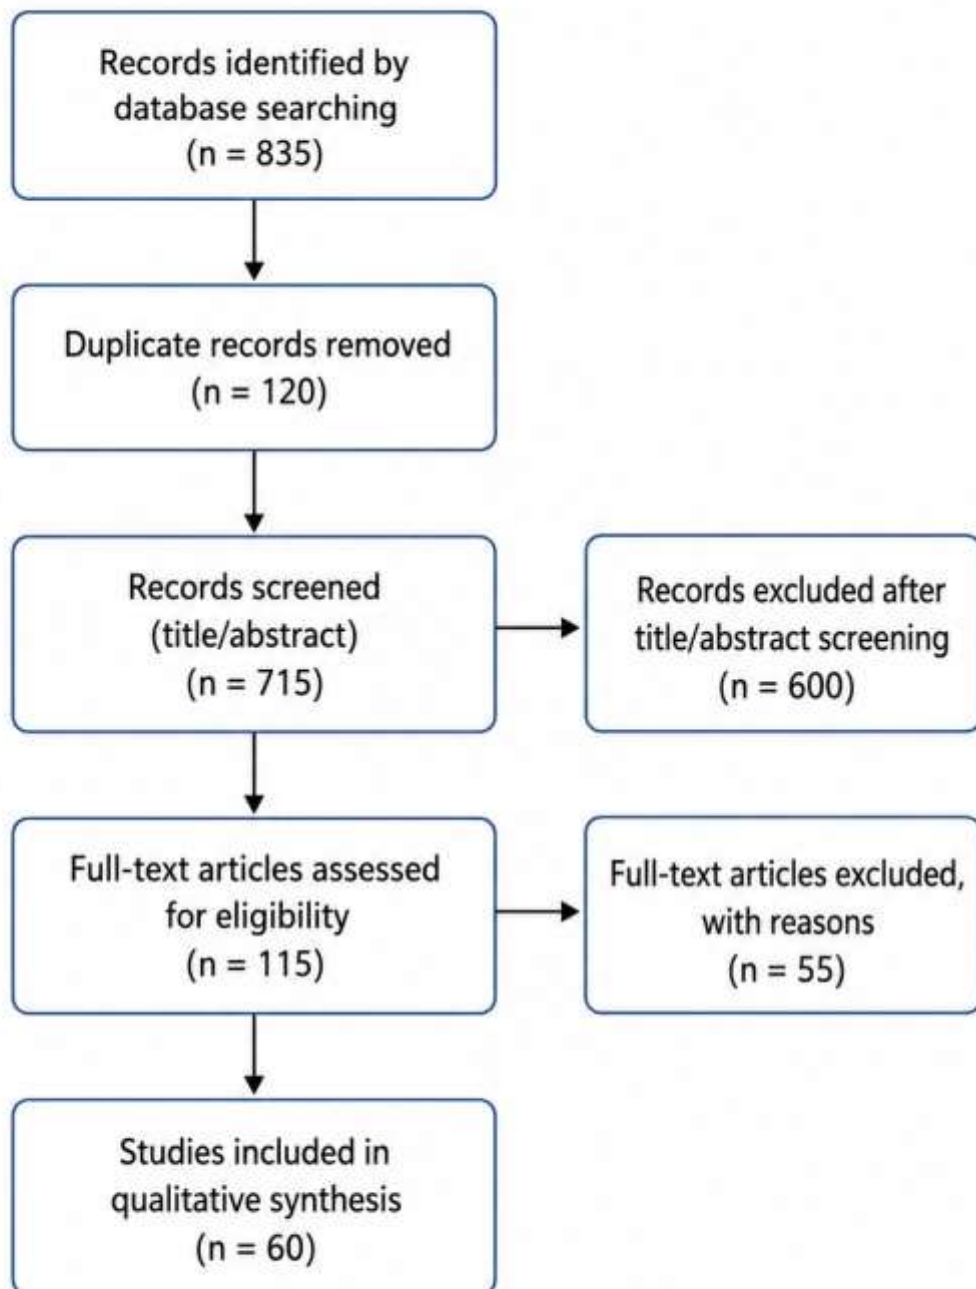 Records identified by
database searching
(n = 835)
Duplicate records removed
(n = 120)
Records screened
(title/abstract)
(n = 715)
Records excluded after
title/abstract screening
(n = 600)
Full-text articles assessed
for eligibility
(n = 115)
Full-text articles excluded,
with reasons
(n = 55)
Studies included in
qualitative synthesis
(n = 60)